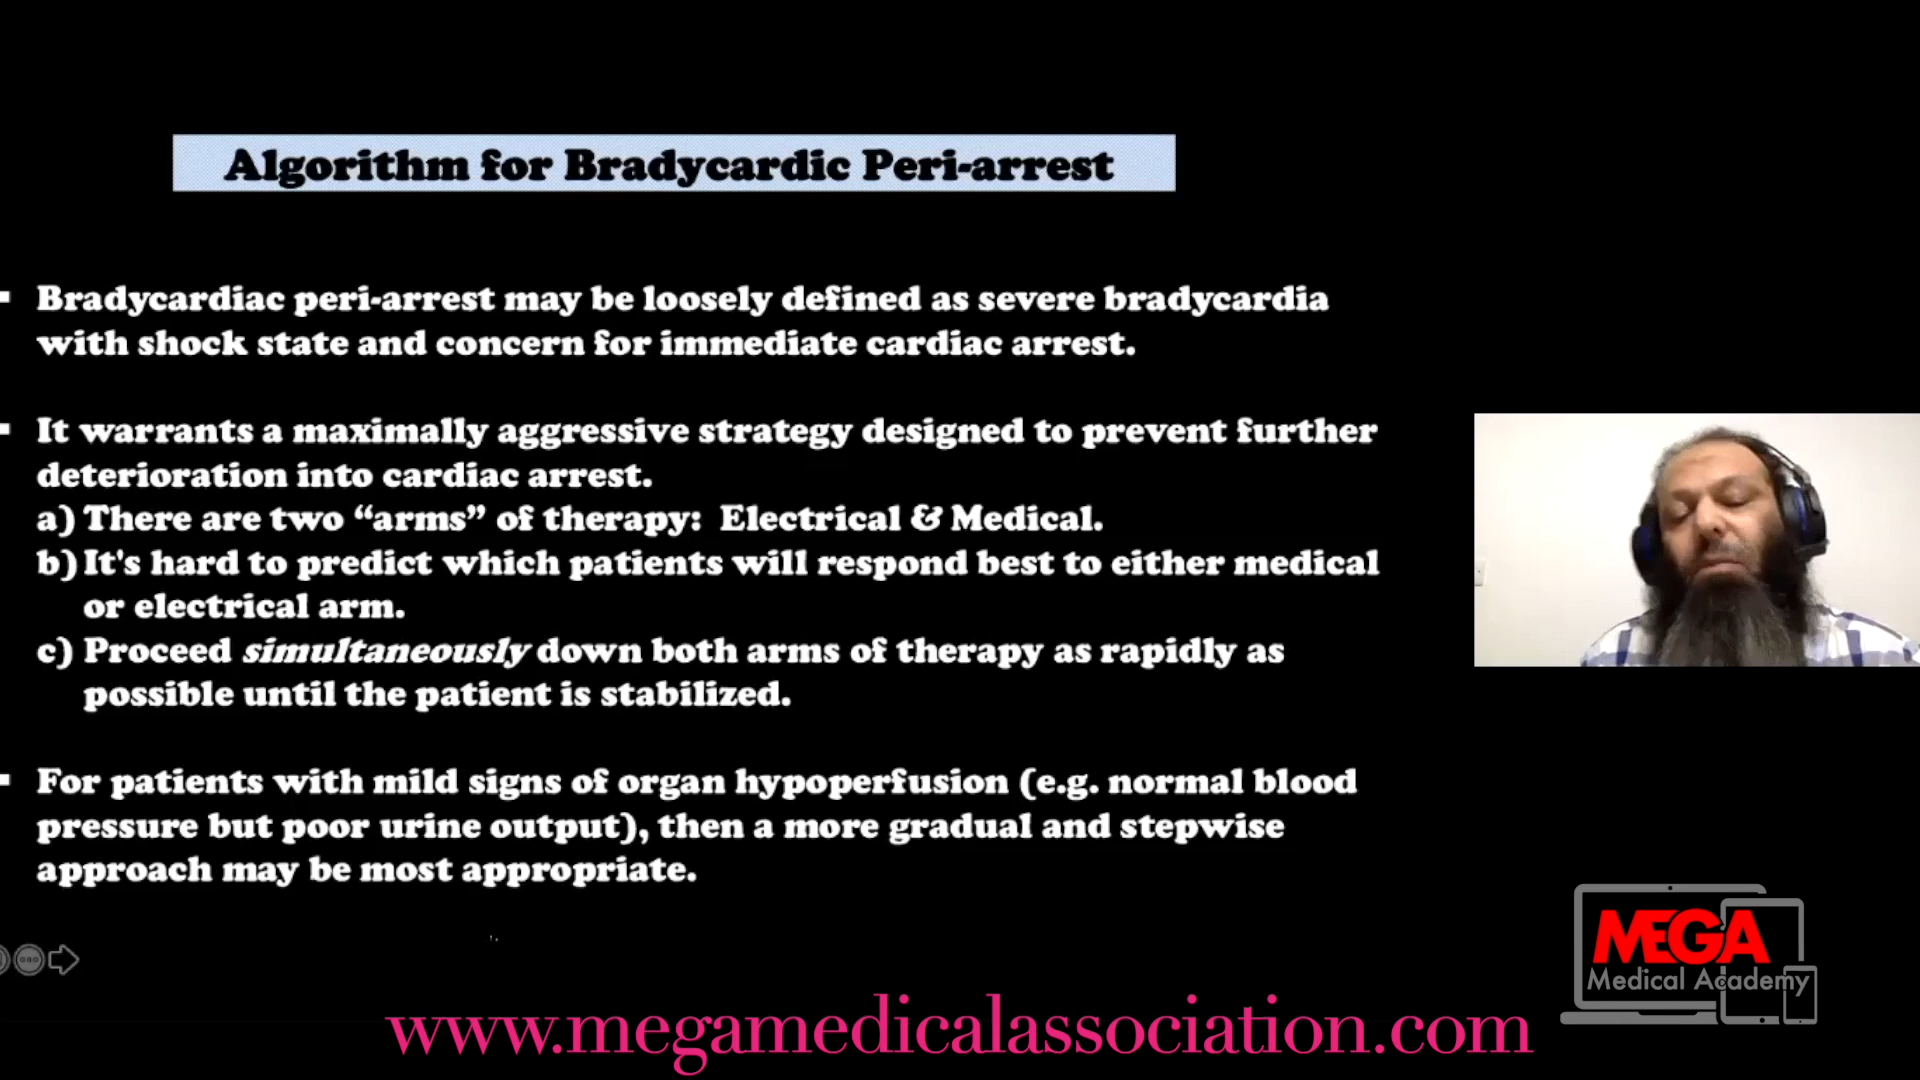 Algorithm for Bradycardic Peri-arrest
Bradycardiac peri-arrest may be loosely defined as severe bradycardia
with shock state and concern for immediate cardiac arrest.
It warrants a maximally aggressive strategy designed to prevent further
deterioration into cardiac arrest.
a) There are two “arms” of therapy: Electrical & Medical.
b) It's hard to predict which patients will respond best to either medical
or electrical arm.
c) Proceed simultaneously down both arms of therapy as rapidly as
possible until the patient is stabilized.
For patients with mild signs of organ hypoperfusion (e.g. normal blood
pressure but poor urine output), then a more gradual and stepwise
approach may be most appropriate.
MEGA
Medical Academy
www.megamedicalassociation.com